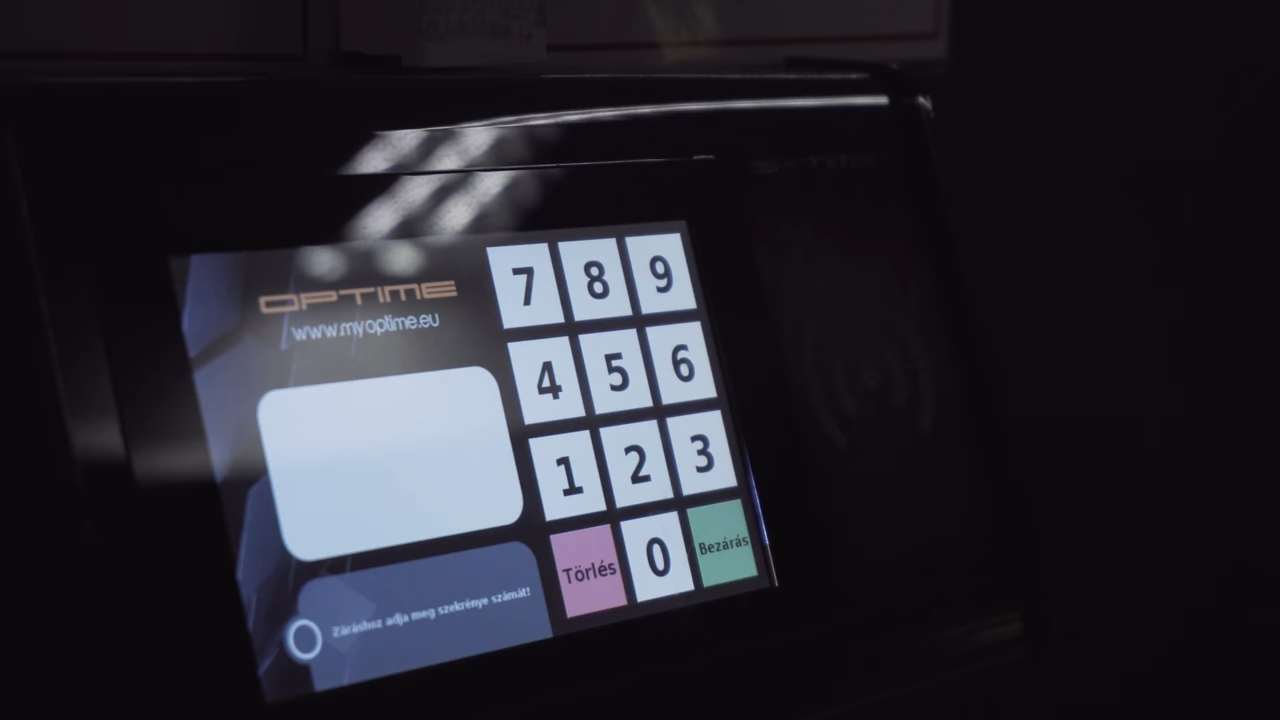 OPTIME
www.myoptime.eu
7 8 9
4 5 6
1 2 3
Törlés 0 Bezárás
Záráshoz adja meg szekrénye számát!